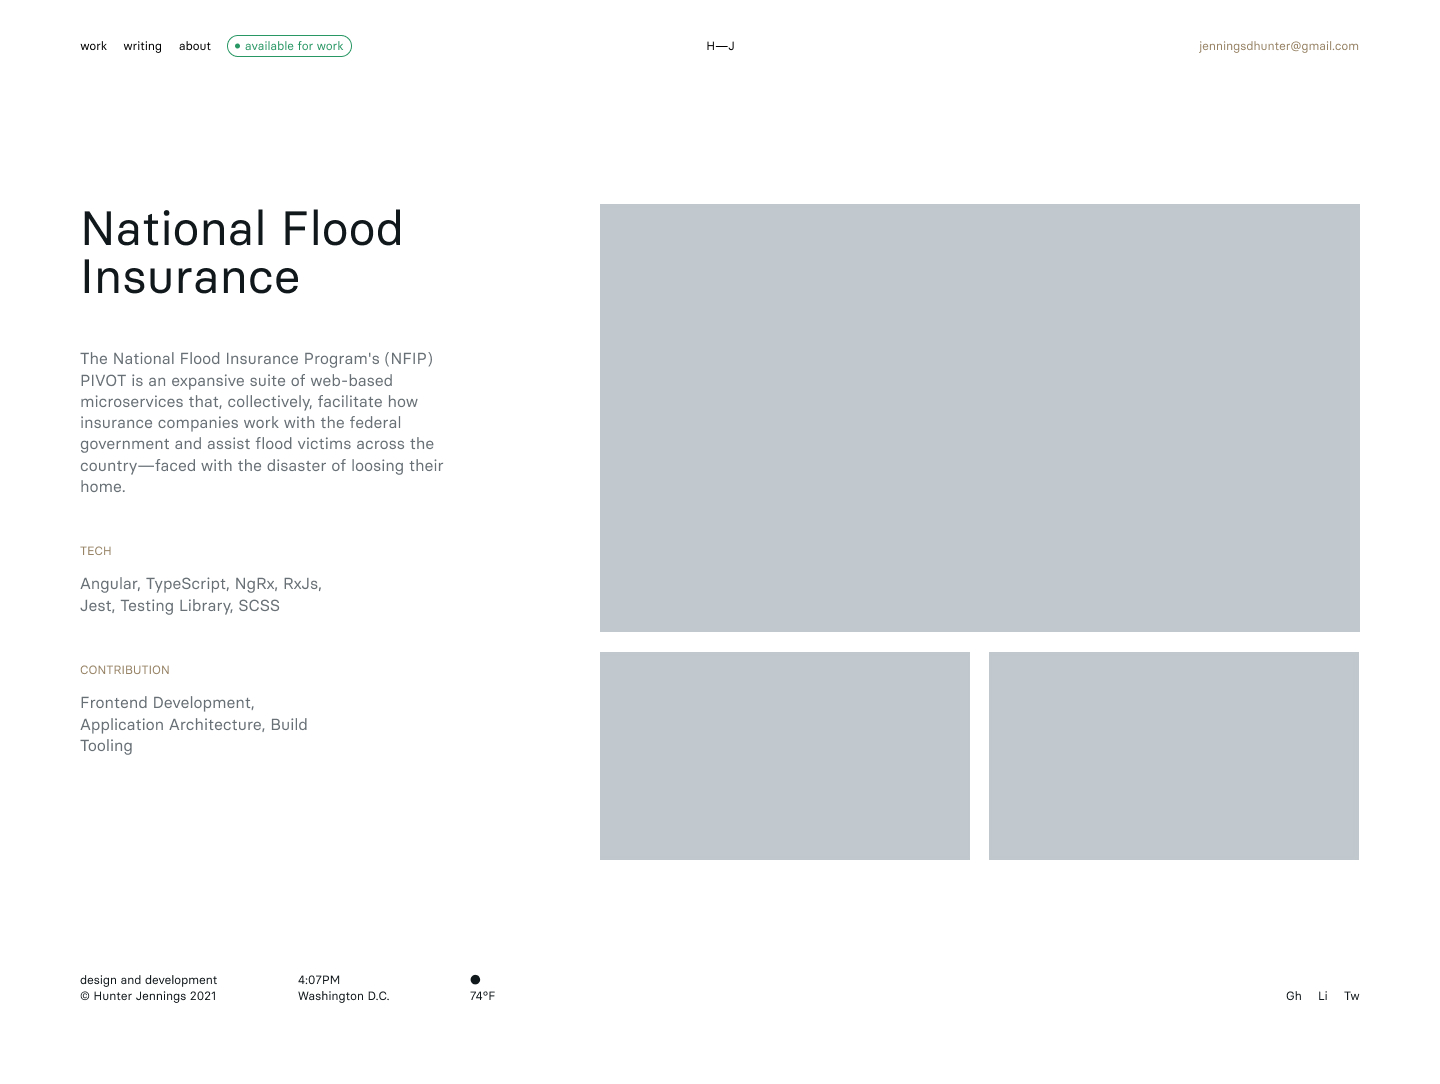 work writing about • available for work H—J jenningsdhunter@gmail.com
National Flood
Insurance
The National Flood Insurance Program's (NFIP)
PIVOT is an expansive suite of web-based
microservices that, collectively, facilitate how
insurance companies work with the federal
government and assist flood victims across the
country—faced with the disaster of loosing their
home.
TECH
Angular, TypeScript, NgRx, RxJs,
Jest, Testing Library, SCSS
CONTRIBUTION
Frontend Development,
Application Architecture, Build
Tooling
design and development 4:07PM
© Hunter Jennings 2021 Washington D.C. 74°F Gh Li Tw